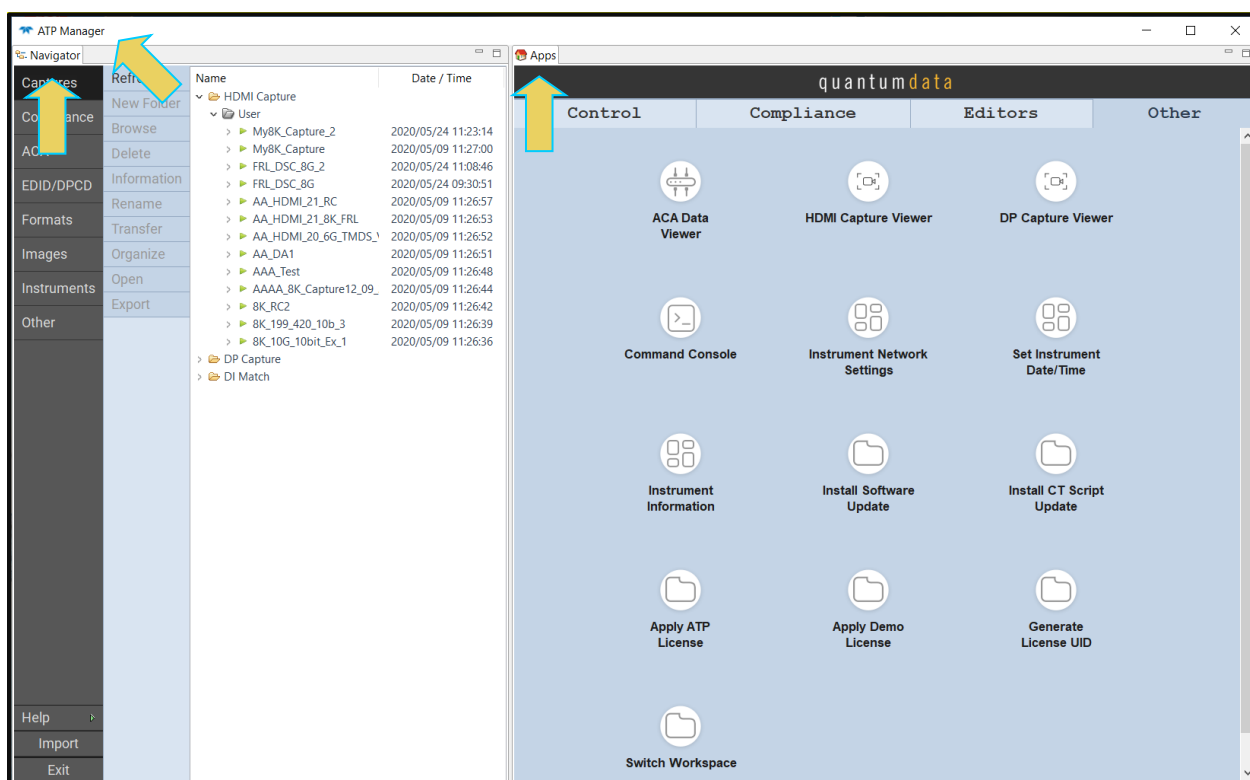 ATP Manager
Navigator
Apps
Captures
Compliance
ACA
EDID/DPCD
Formats
Images
Instruments
Other
Help
Import
Exit
New Folder
Browse
Delete
Information
Rename
Transfer
Organize
Open
Export
Name Date / Time
HDMI Capture
User
My8K_Capture_2 2020/05/24 11:23:14
My8K_Capture 2020/05/09 11:27:00
FRL_DSC_8G_2 2020/05/24 11:08:46
FRL_DSC_8G 2020/05/24 09:30:51
AA_HDMI_21_RC 2020/05/09 11:26:57
AA_HDMI_21_8K_FRL 2020/05/09 11:26:53
AA_HDMI_20_6G_TMDS_ 2020/05/09 11:26:52
AA_DA1 2020/05/09 11:26:51
AAA_Test 2020/05/09 11:26:48
AAAA_8K_Capture12_09_ 2020/05/09 11:26:44
8K_RC2 2020/05/09 11:26:42
8K_199_420_10b_3 2020/05/09 11:26:39
8K_10G_10bit_Ex_1 2020/05/09 11:26:36
DP Capture
DI Match
quantumdata
Control Compliance Editors Other
ACA Data
Viewer
HDMI Capture Viewer
DP Capture Viewer
Command Console
Instrument Network
Settings
Set Instrument
Date/Time
Instrument
Information
Install Software
Update
Install CT Script
Update
Apply ATP
License
Apply Demo
License
Generate
License UID
Switch Workspace